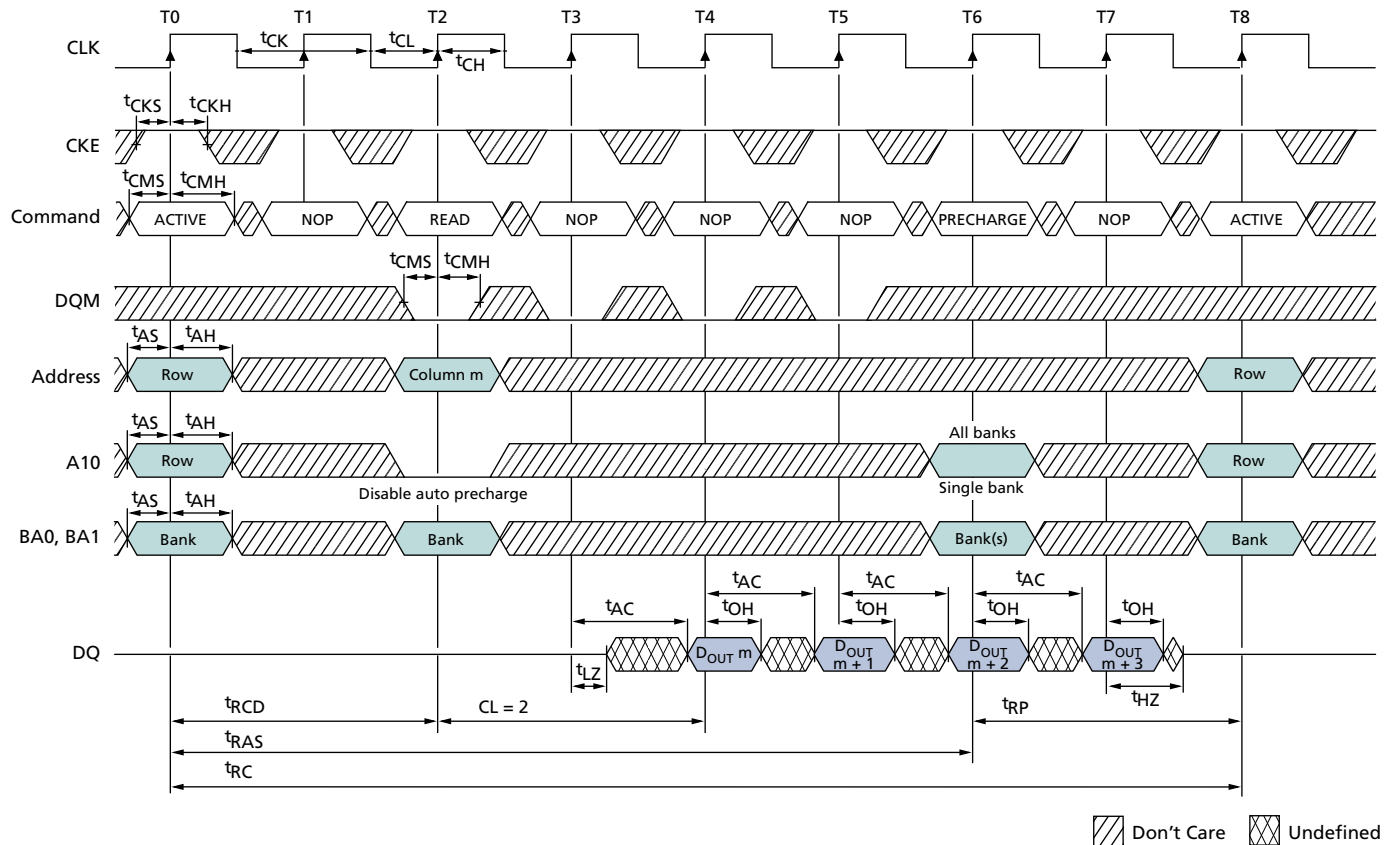 T0 T1 T2 T3 T4 T5 T6 T7 T8
CLK
tCK tCL
tCH
tCKS tCKH
CKE
tCMS tCMH
Command ACTIVE NOP READ NOP NOP NOP PRECHARGE NOP ACTIVE
tCMS tCMH
DQM
tAS tAH
Address Row Column m Row
tAS tAH
All banks
A10 Row Row
Disable auto precharge
Single bank
tAS tAH
BA0, BA1 Bank Bank Bank(s) Bank
tAC tAC tAC
tAC tOH tOH tOH tOH
DQ DOUT m DOUT m + 1 DOUT m + 2 DOUT m + 3
tLZ tHZ
tRCD CL = 2 tRP
tRAS
tRC
Don't Care Undefined